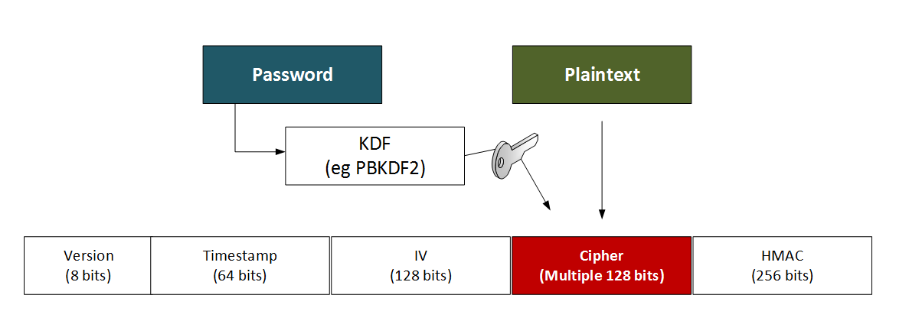 Password
Plaintext
KDF
(eg PBKDF2)
Version
(8 bits)
Timestamp
(64 bits)
IV
(128 bits)
Cipher
(Multiple 128 bits)
HMAC
(256 bits)